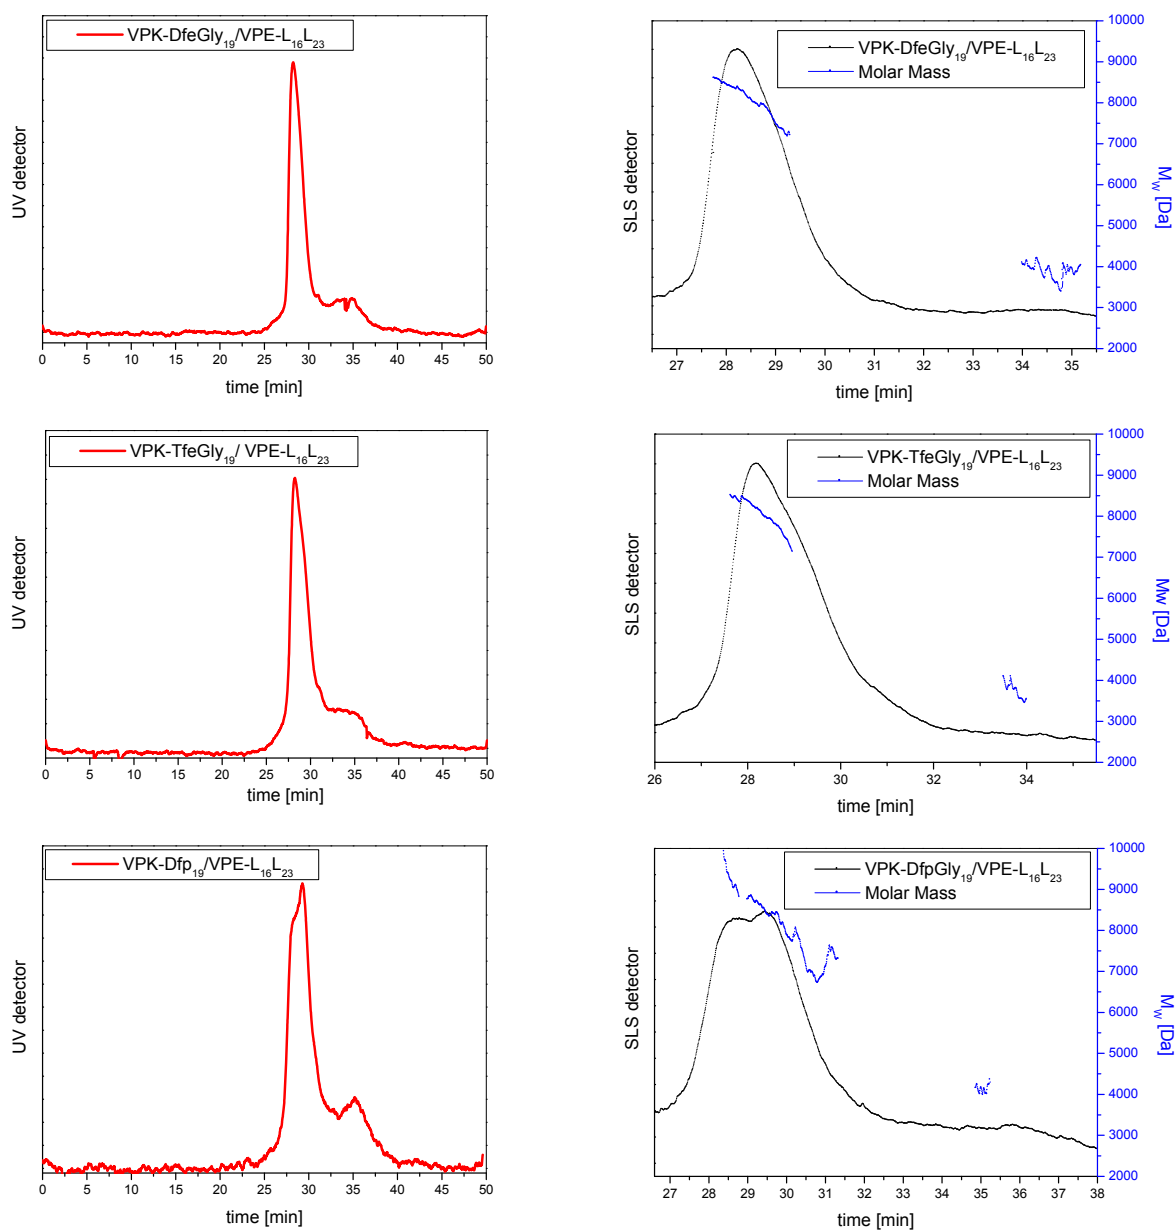 VPK-DfeGly19/VPE-L16L23
UV detector
0 5 10 15 20 25 30 35 40 45 50
time [min]
VPK-DfeGly19/VPE-L16L23
Molar Mass
SLS detector
10000
9000
8000
7000
6000
5000
4000
3000
2000
MW [Da]
27 28 29 30 31 32 33 34 35
time [min]
VPK-TfeGly19/ VPE-L16L23
UV detector
0 5 10 15 20 25 30 35 40 45 50
time [min]
VPK-TfeGly19/VPE-L16L23
Molar Mass
SLS detector
10000
9000
8000
7000
6000
5000
4000
3000
2000
Mw [Da]
26 27 28 29 30 32 34
time [min]
VPK-Dfp19/VPE-L16L23
UV detector
0 5 10 15 20 25 30 35 40 45 50
time [min]
VPK-DfpGly19/VPE-L16L23
Molar Mass
SLS detector
10000
9000
8000
7000
6000
5000
4000
3000
2000
MW [Da]
27 28 29 30 31 32 33 34 35 36 37 38
time [min]